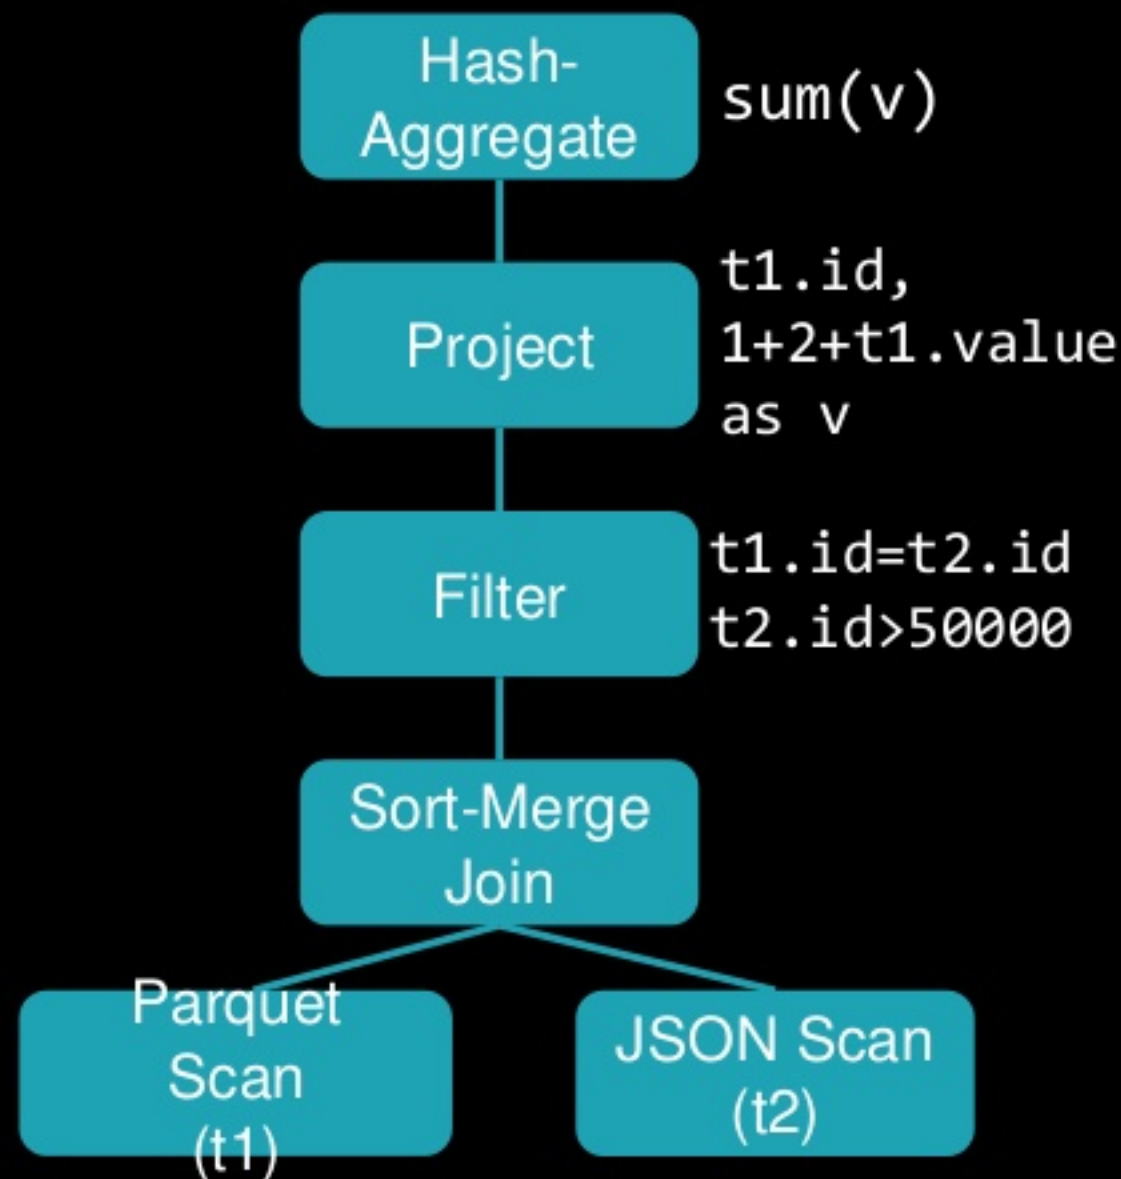 Hash-
Aggregate
sum(v)
Project
t1.id,
1+2+t1.value
as v
Filter
t1.id=t2.id
t2.id>50000
Sort-Merge
Join
Parquet
Scan
(t1)
JSON Scan
(t2)